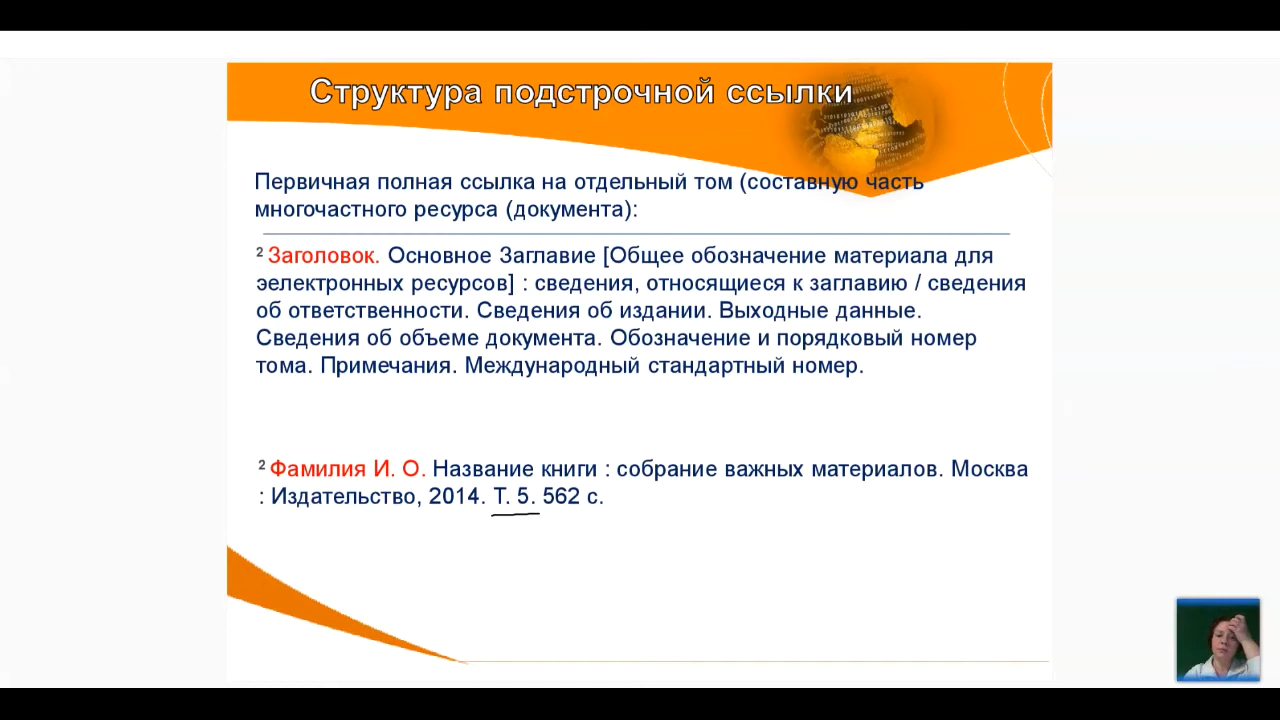 Структура подстрочной ссылки
Первичная полная ссылка на отдельный том (составную часть
многочастного ресурса (документа):
² Заголовок. Основное Заглавие [Общее обозначение материала для
эелектронных ресурсов] : сведения, относящиеся к заглавию / сведения
об ответственности. Сведения об издании. Выходные данные.
Сведения об объеме документа. Обозначение и порядковый номер
тома. Примечания. Международный стандартный номер.
² Фамилия И. О. Название книги : собрание важных материалов. Москва
: Издательство, 2014. Т. 5. 562 с.